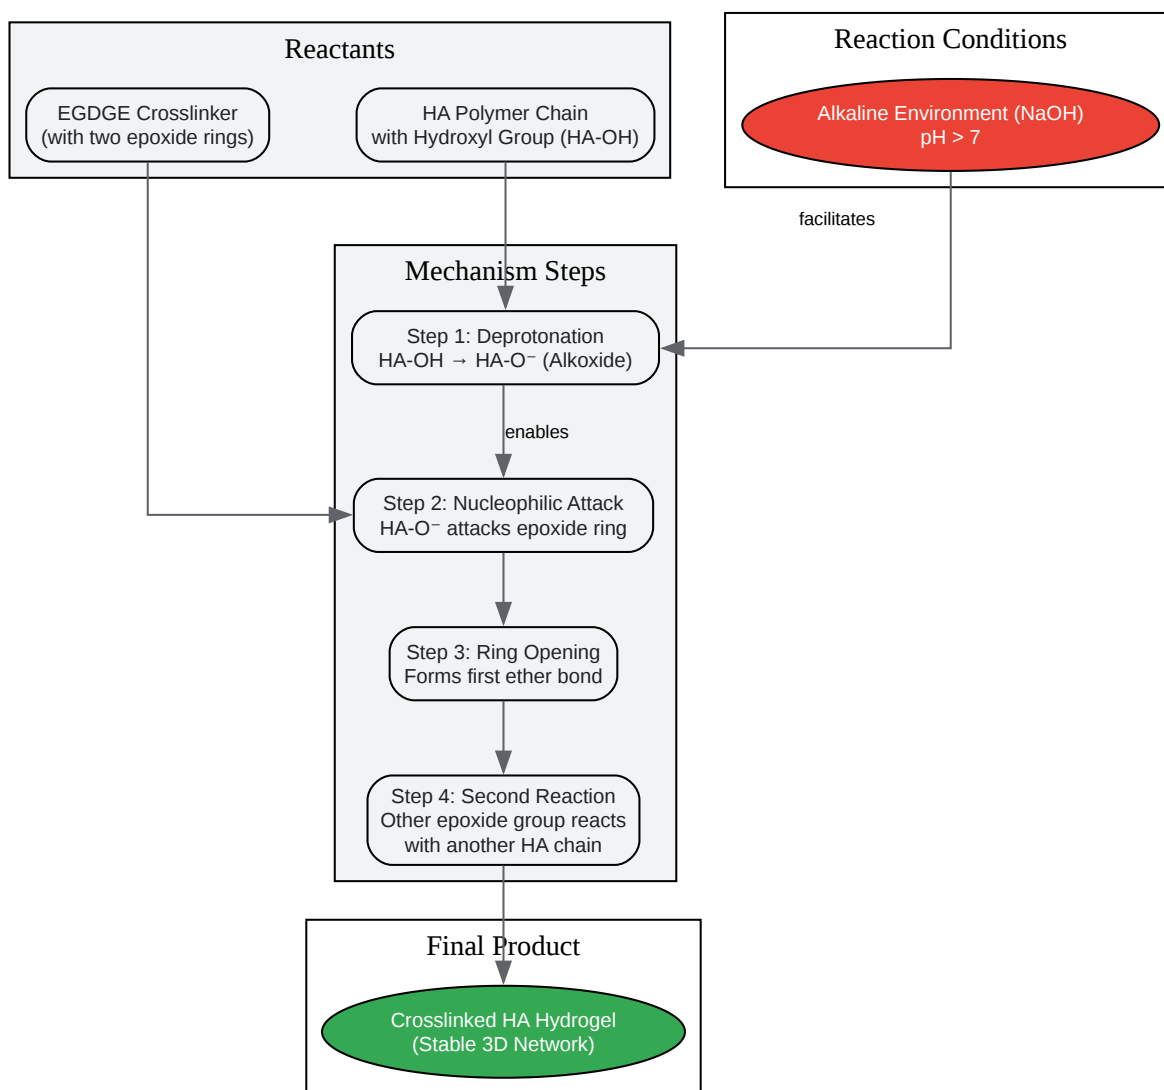 Reactants
EGDGE Crosslinker
(with two epoxide rings)
HA Polymer Chain
with Hydroxyl Group (HA-OH)
Reaction Conditions
Alkaline Environment (NaOH)
pH > 7
facilitates
Mechanism Steps
Step 1: Deprotonation
HA-OH → HA-O⁻ (Alkoxide)
enables
Step 2: Nucleophilic Attack
HA-O⁻ attacks epoxide ring
Step 3: Ring Opening
Forms first ether bond
Step 4: Second Reaction
Other epoxide group reacts
with another HA chain
Final Product
Crosslinked HA Hydrogel
(Stable 3D Network)